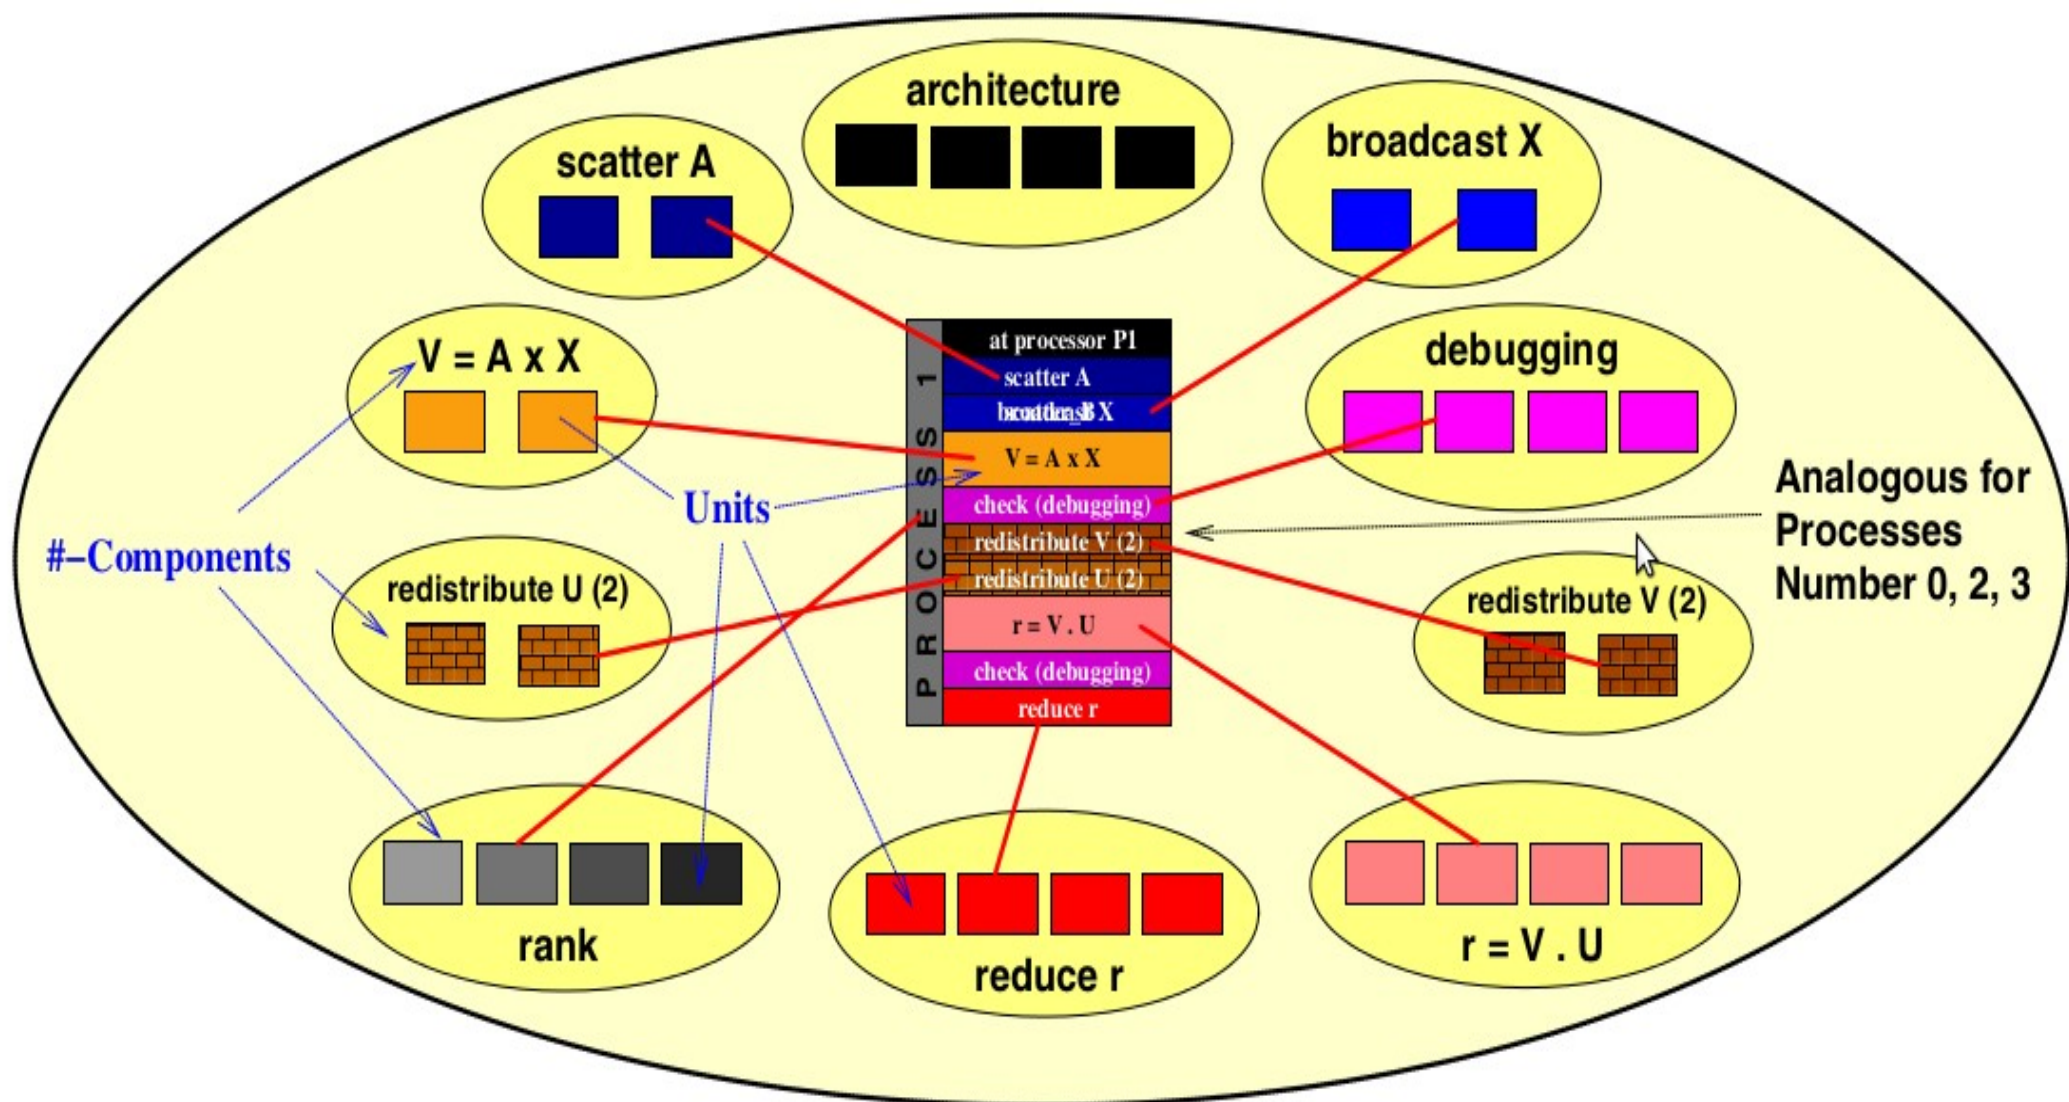 architecture
scatter A
broadcast X
V = A x X
debugging
at processor P1
scatter A
V = A x X
check (debugging)
redistribute V (2)
redistribute U (2)
r = V . U
check (debugging)
reduce r
PROCESS 1
Units
#-Components
Analogous for
Processes
Number 0, 2, 3
redistribute U (2)
redistribute V (2)
rank
reduce r
r = V . U